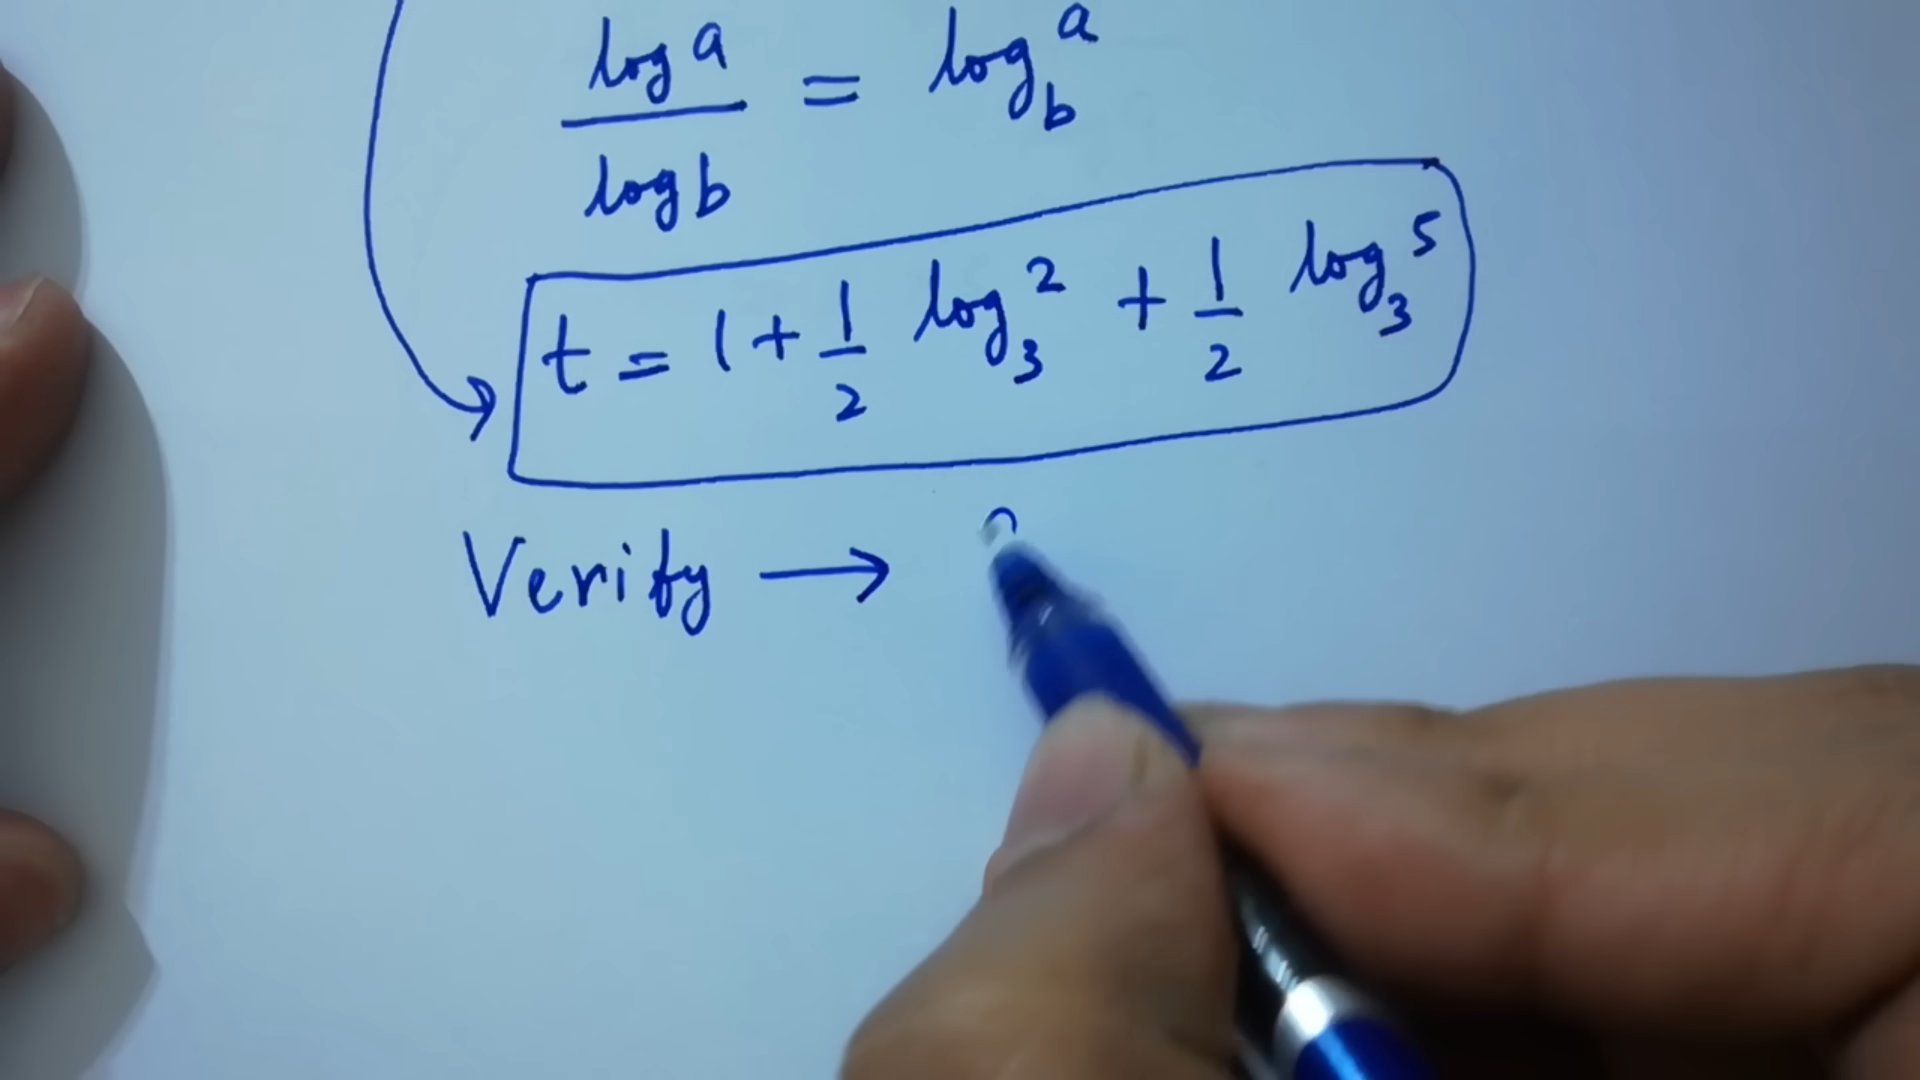 log a / log b = log_b a
t = 1 + 1/2 log_3 2 + 1/2 log_3 5
Verify →